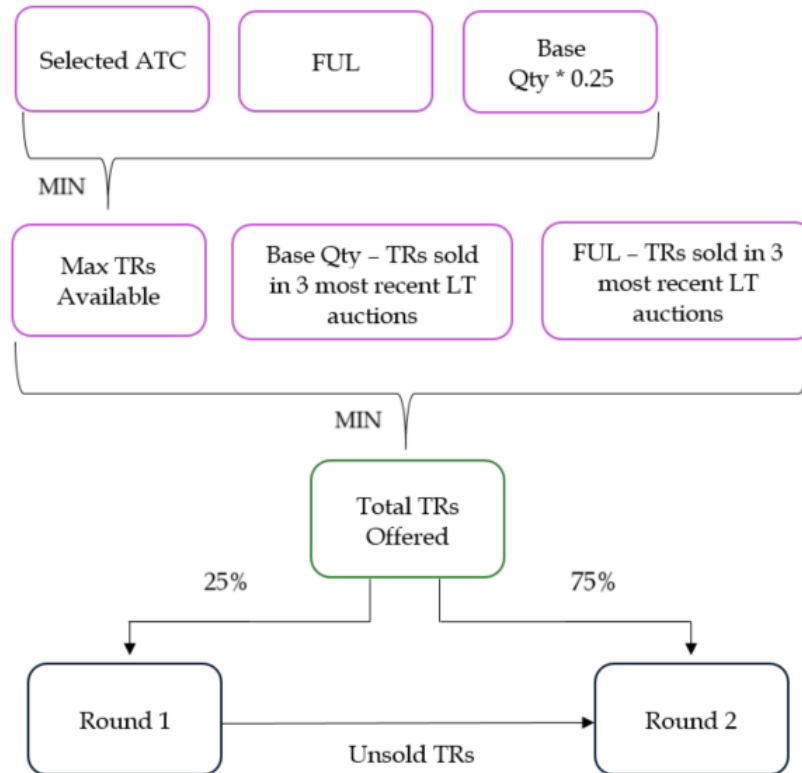 Selected ATC
FUL
Base
Qty * 0.25
MIN
Max TRs
Available
Base Qty – TRs sold
in 3 most recent LT
auctions
FUL – TRs sold in 3
most recent LT
auctions
MIN
Total TRs
Offered
25%
75%
Round 1
Round 2
Unsold TRs